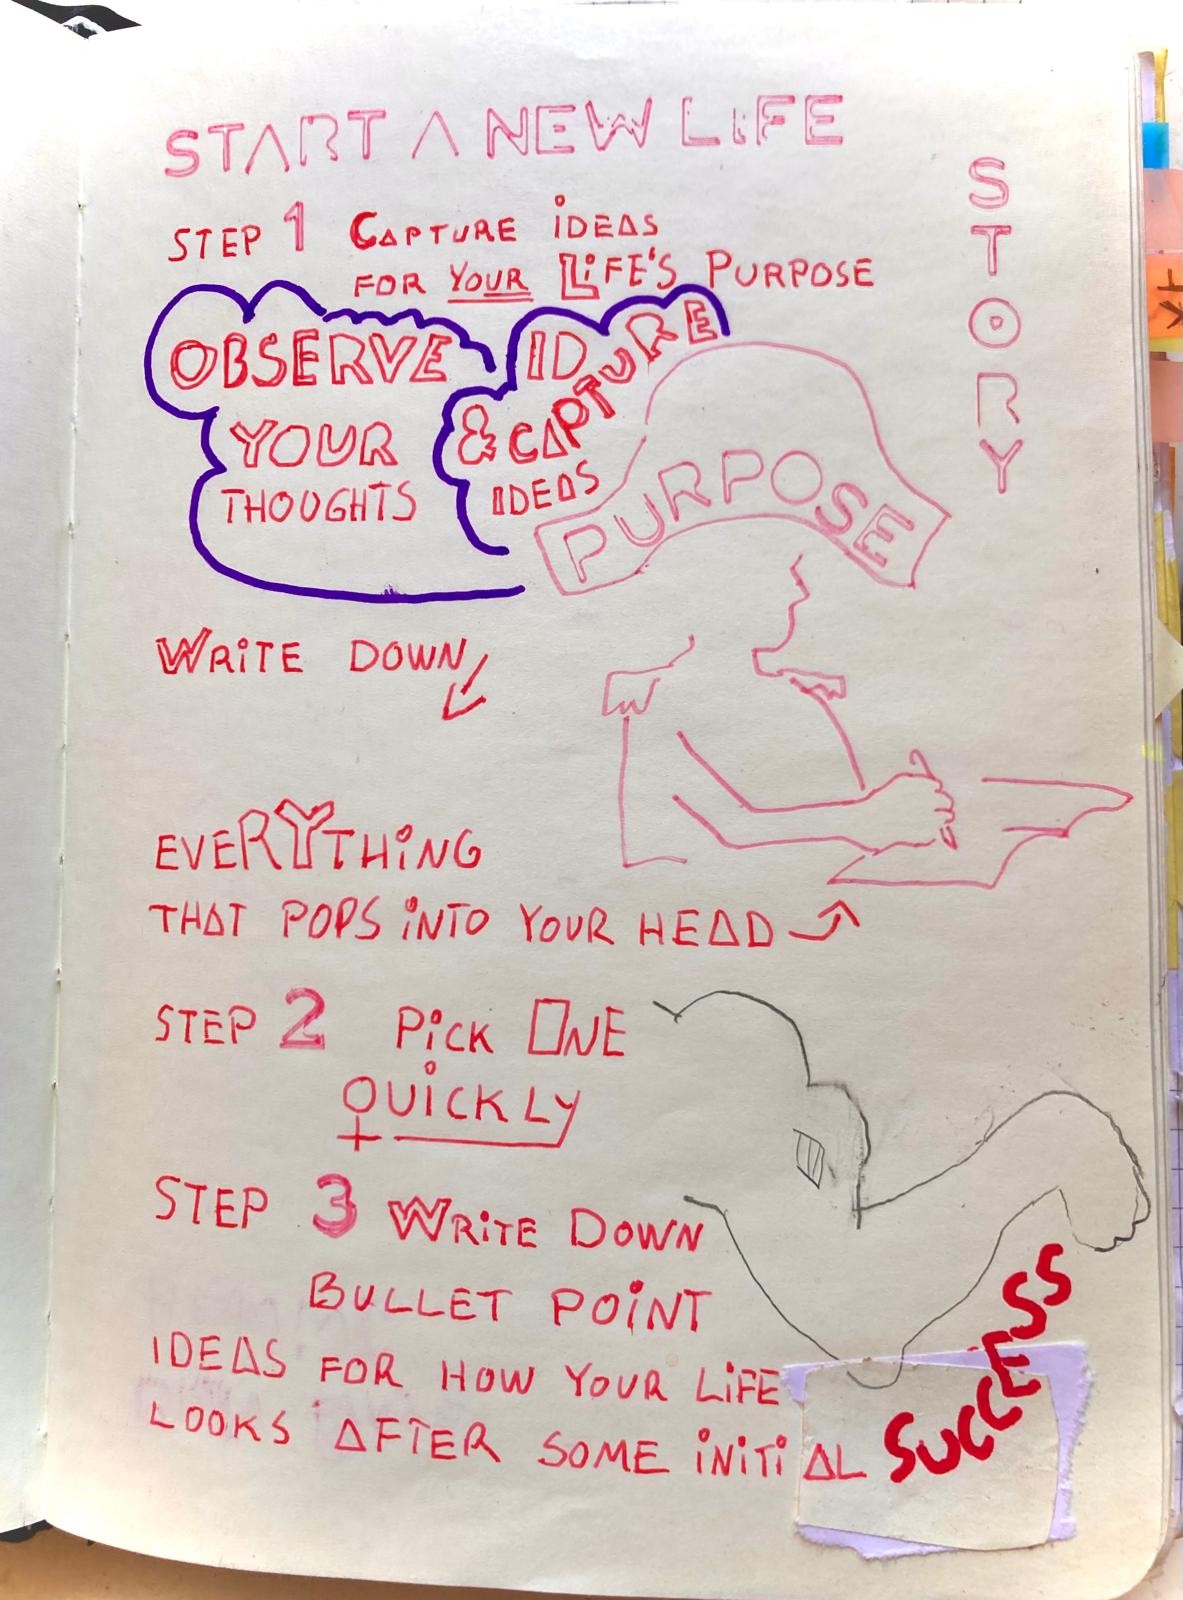 START A NEW LiFE
STORY
STEP 1 CAPTURE iDEAS
FOR YOUR LiFE'S PURPOSE
OBSERVE
YOUR
THOUGHTS
ID
& CAPTURE
IDEAS
PURPOSE
WRiTE DOWN
EVERYTHiNG
THAT POPS iNTO YOUR HEAD
STEP 2 PiCK ONE
QUiCKLY
STEP 3 WRiTE DOWN
BULLET POiNT
IDEAS FOR HOW YOUR LiFE
LOOKS AFTER SOME iNiTiAL SUCCESS